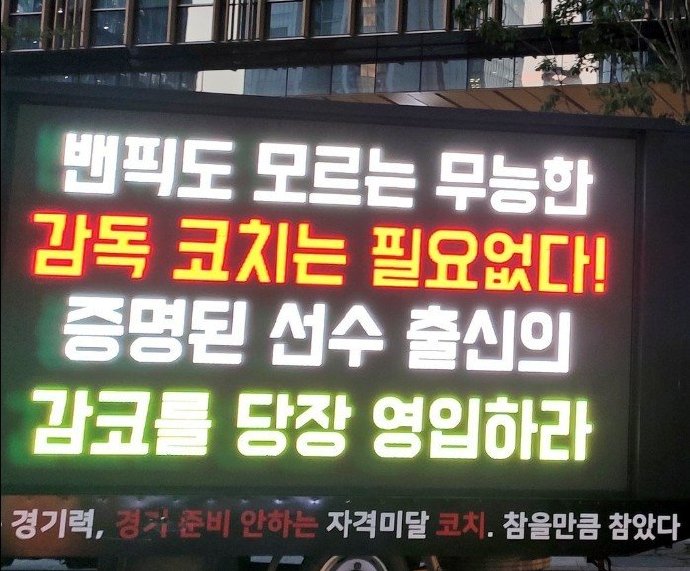 밴픽도 모르는 무능한
감독 코치는 필요없다!
증명된 선수 출신의
감코를 당장 영입하라
경기력, 경기 준비 안하는 자격미달 코치. 참을만큼 참았다